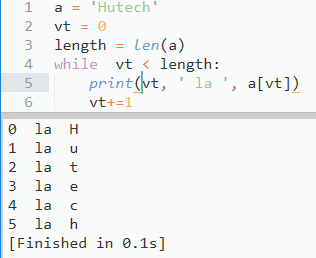 1 a = 'Hutech'
2 vt = 0
3 length = len(a)
4 while  vt < length:
5     print(vt, ' la ', a[vt])
6     vt+=1
0  la  H
1  la  u
2  la  t
3  la  e
4  la  c
5  la  h
[Finished in 0.1s]